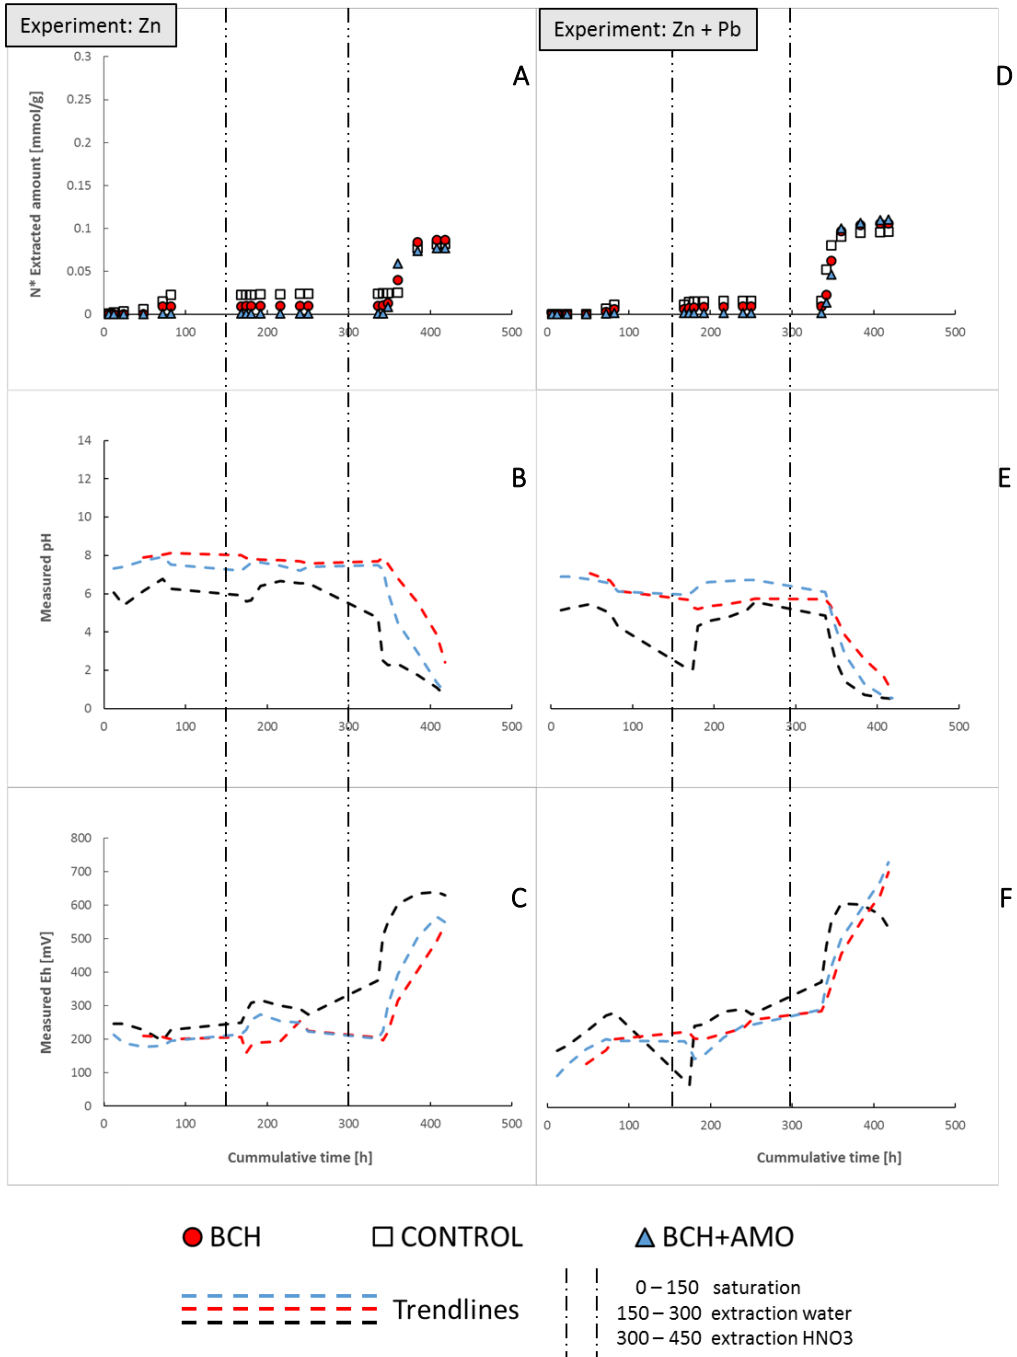 Experiment: Zn
Experiment: Zn + Pb
A
D
N* Extracted amount [mmol/g]
0.3
0.25
0.2
0.15
0.1
0.05
0
0 100 200 300 400 500
0 100 200 300 400 500
B
E
Measured pH
14
12
10
8
6
4
2
0
0 100 200 300 400 500
0 100 200 300 400 500
C
F
Measured Eh [mV]
800
700
600
500
400
300
200
100
0
0 100 200 300 400 500
0 100 200 300 400 500
Cummulative time [h]
Cummulative time [h]
BCH CONTROL BCH+AMO
Trendlines
0 – 150 saturation
150 – 300 extraction water
300 – 450 extraction HNO3